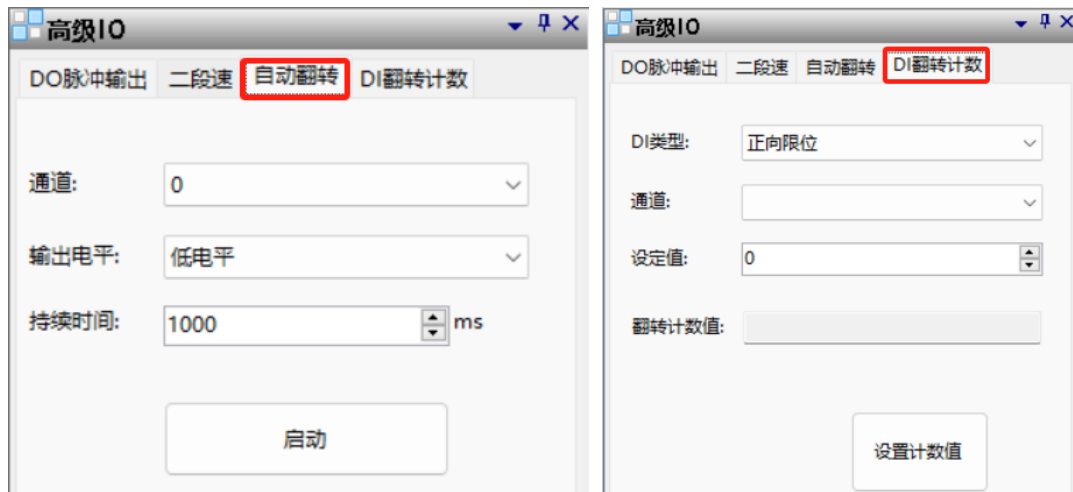 高级IO
DO脉冲输出 二段速 自动翻转 DI翻转计数
通道: 0
输出电平: 低电平
持续时间: 1000 ms
启动
高级IO
DO脉冲输出 二段速 自动翻转 DI翻转计数
DI类型: 正向限位
通道:
设定值: 0
翻转计数值:
设置计数值